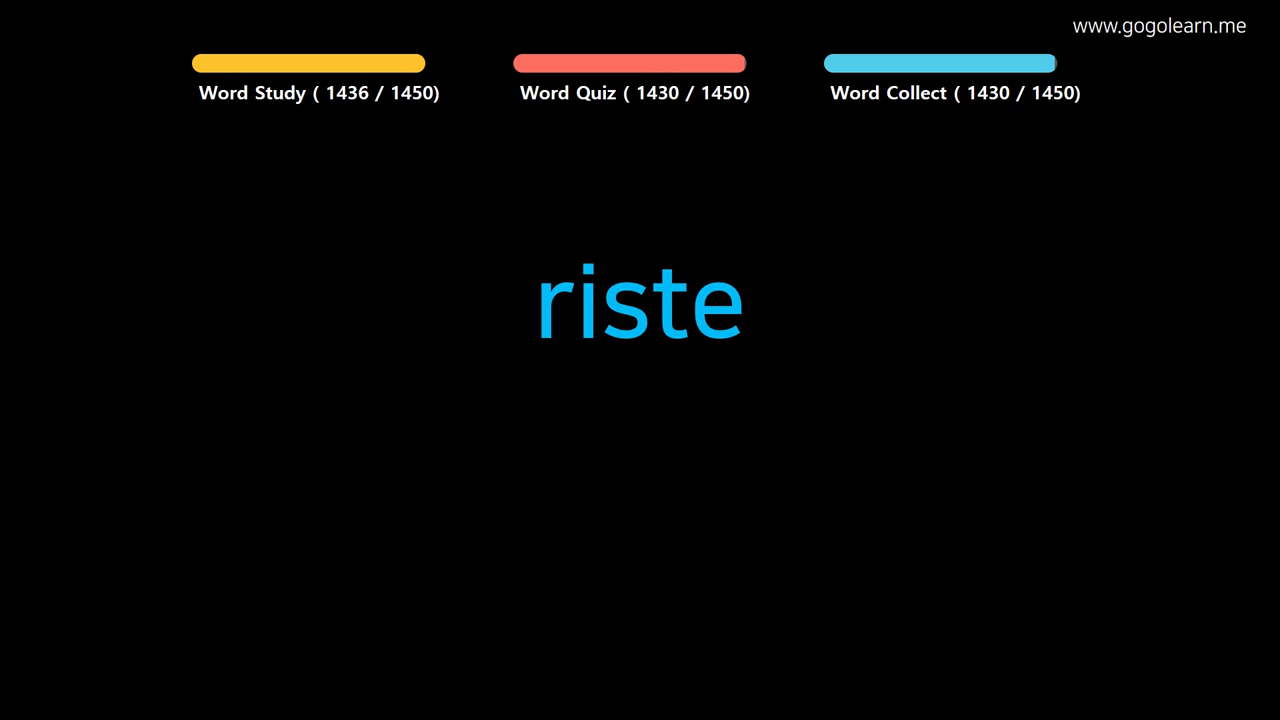 www.gogolearn.me
Word Study ( 1436 / 1450)
Word Quiz ( 1430 / 1450)
Word Collect ( 1430 / 1450)
riste